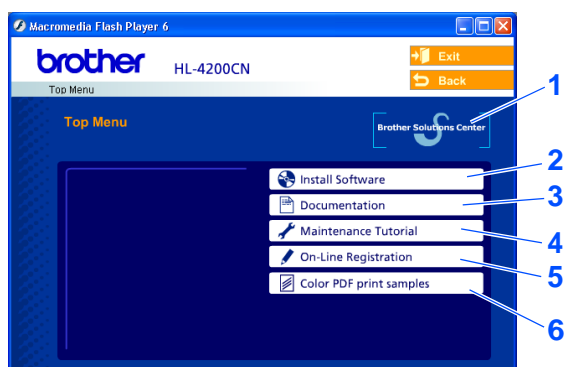 Macromedia Flash Player 6
brother HL-4200CN
Exit
Back
Top Menu
Top Menu
Brother Solutions Center
1
Install Software
2
Documentation
3
Maintenance Tutorial
4
On-Line Registration
5
Color PDF print samples
6